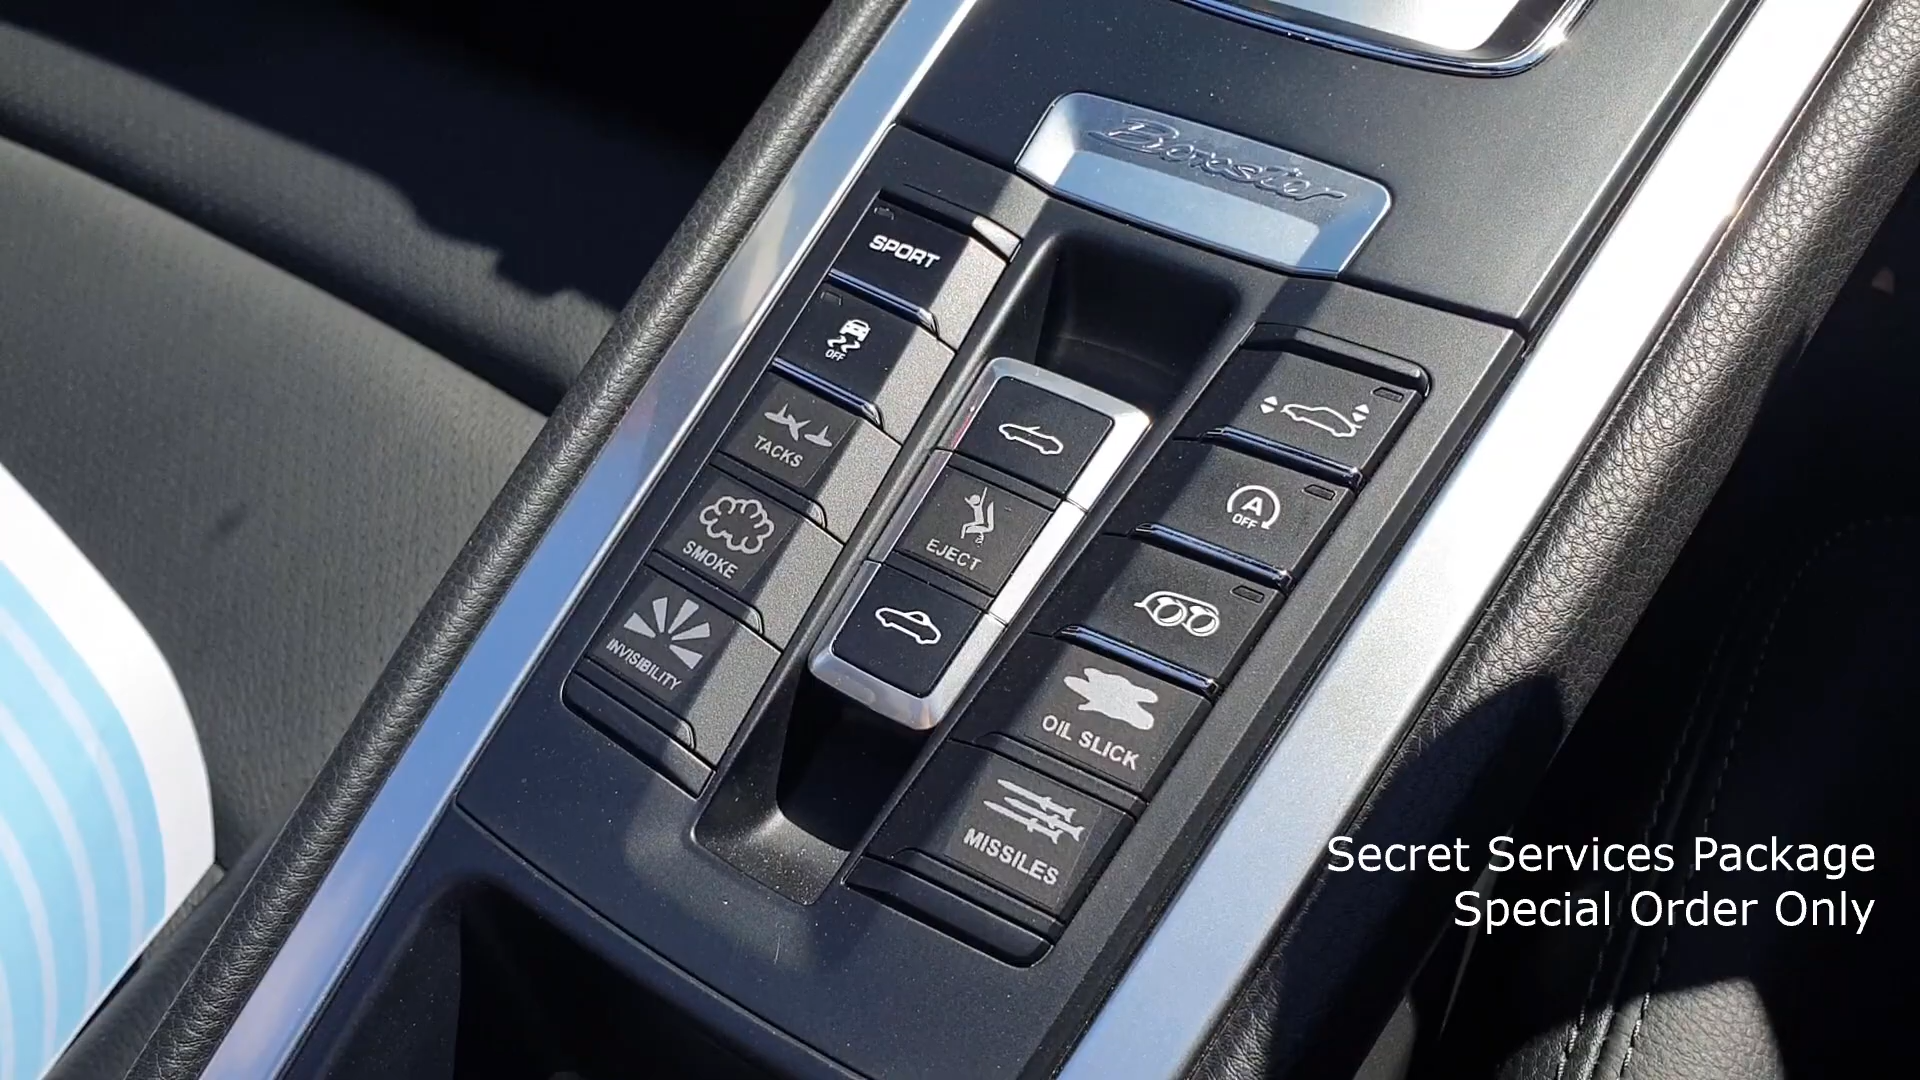 Boxster
SPORT
OFF
TACKS
SMOKE
INVISIBILITY
EJECT
A
OFF
OIL SLICK
MISSILES
Secret Services Package
Special Order Only